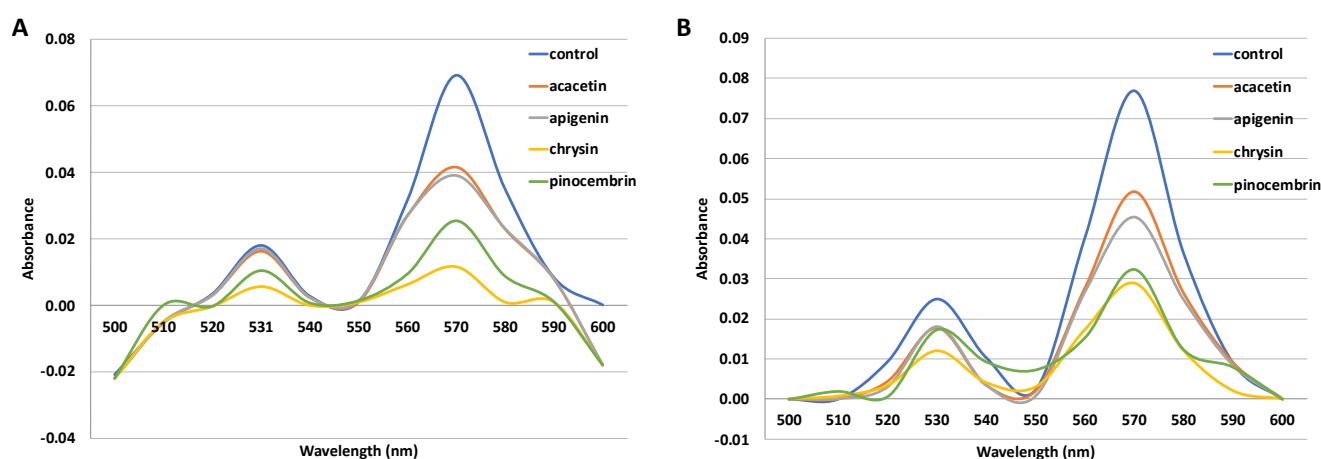 A
0.08
0.06
0.04
0.02
0.00
-0.02
-0.04
Absorbance
500 510 520 531 540 550 560 570 580 590 600
Wavelength (nm)
control
acacetin
apigenin
chrysin
pinocembrin
B
0.09
0.08
0.07
0.06
0.05
0.04
0.03
0.02
0.01
0.00
-0.01
Absorbance
500 510 520 530 540 550 560 570 580 590 600
Wavelength (nm)
control
acacetin
apigenin
chrysin
pinocembrin